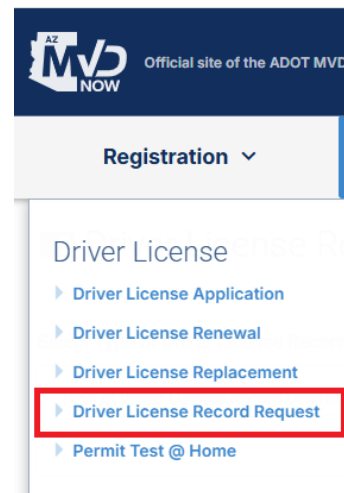 AZ
MVD
NOW
Official site of the ADOT MVD
Registration
Driver License
Driver License Application
Driver License Renewal
Driver License Replacement
Driver License Record Request
Permit Test @ Home